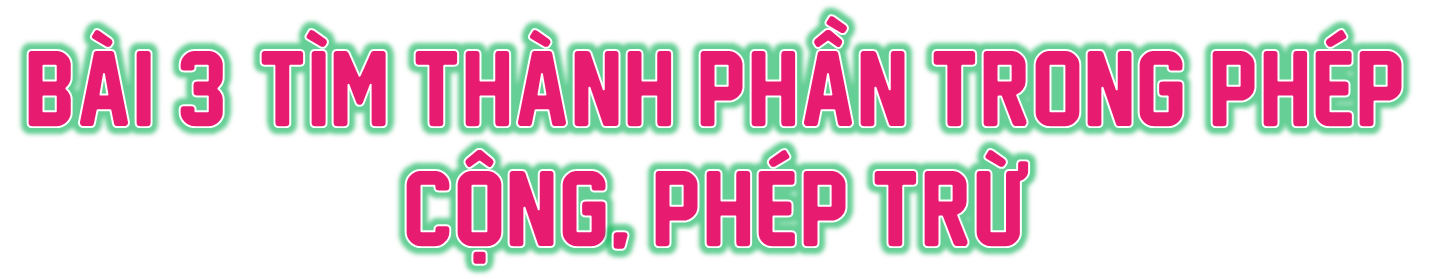 BÀI 3 TÌM THÀNH PHẦN TRONG PHÉP
CỘNG, PHÉP TRỪ